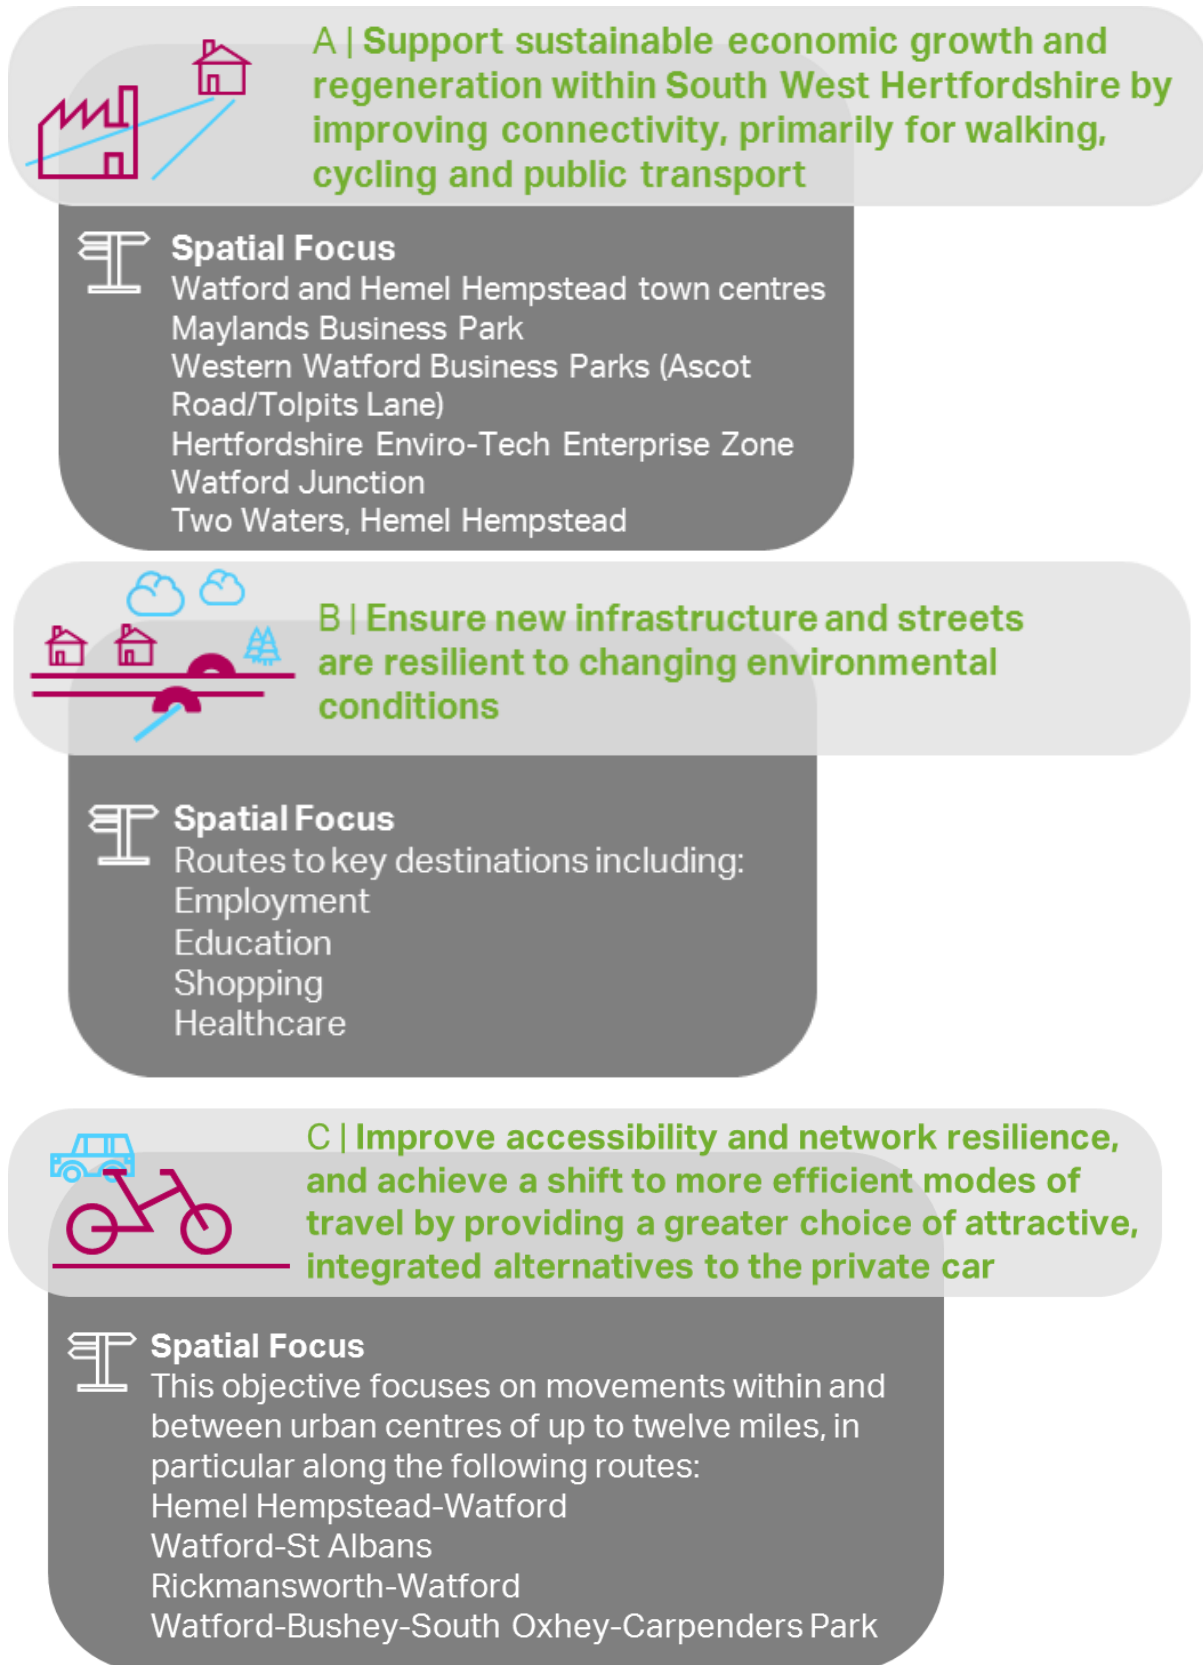 A | Support sustainable economic growth and
regeneration within South West Hertfordshire by
improving connectivity, primarily for walking,
cycling and public transport
Spatial Focus
Watford and Hemel Hempstead town centres
Maylands Business Park
Western Watford Business Parks (Ascot
Road/Tolpits Lane)
Hertfordshire Enviro-Tech Enterprise Zone
Watford Junction
Two Waters, Hemel Hempstead
B | Ensure new infrastructure and streets
are resilient to changing environmental
conditions
Spatial Focus
Routes to key destinations including:
Employment
Education
Shopping
Healthcare
C | Improve accessibility and network resilience,
and achieve a shift to more efficient modes of
travel by providing a greater choice of attractive,
integrated alternatives to the private car
Spatial Focus
This objective focuses on movements within and
between urban centres of up to twelve miles, in
particular along the following routes:
Hemel Hempstead-Watford
Watford-St Albans
Rickmansworth-Watford
Watford-Bushey-South Oxhey-Carpenders Park